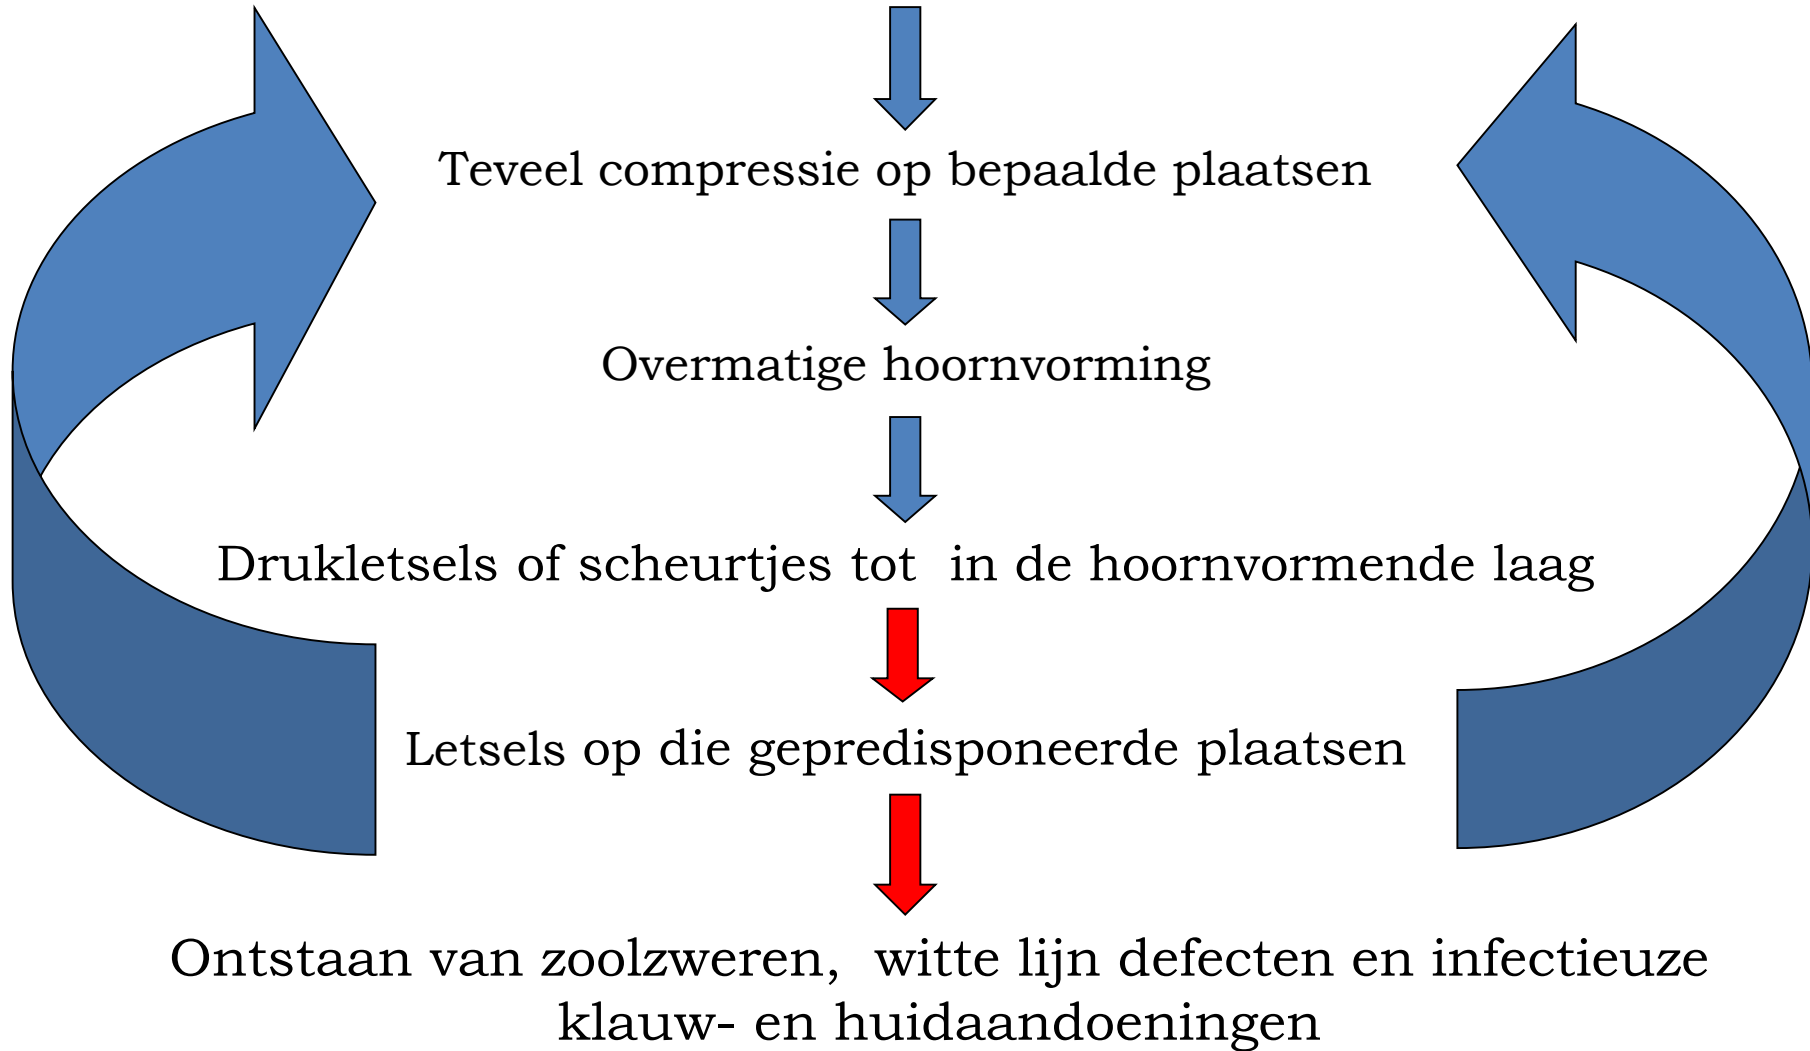 Teveel compressie op bepaalde plaatsen
Overmatige hoornvorming
Drukletsels of scheurtjes tot  in de hoornvormende laag
Letsels op die gepredisponeerde plaatsen
Ontstaan van zoolzweren,  witte lijn defecten en infectieuze
klauw- en huidaandoeningen